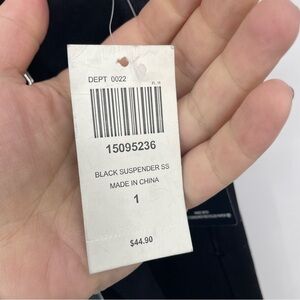 DEPT 0022
15095236
BLACK SUSPENDER SS
MADE IN CHINA
1
$44.90